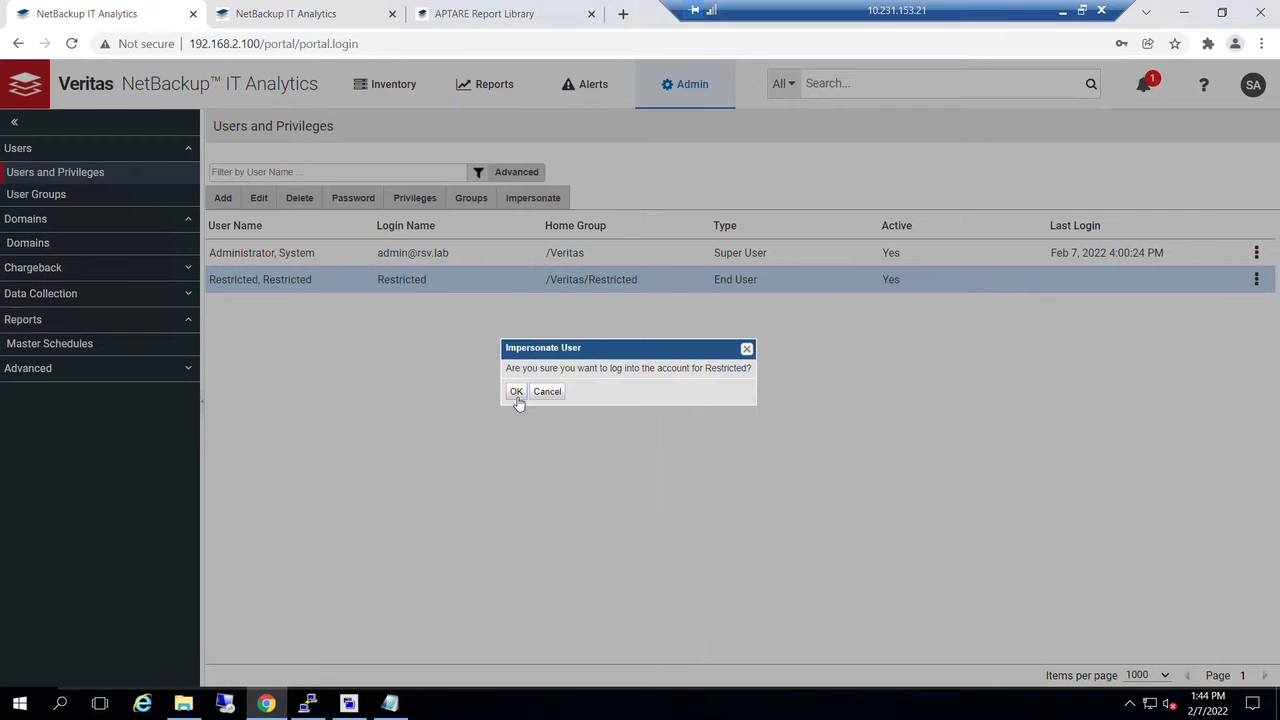 NetBackup IT Analytics
NetBackup IT Analytics
APTARE Report Library
10.231.153.21
Not secure
192.168.2.100/portal/portal.login
Veritas NetBackup™ IT Analytics
Inventory
Reports
Alerts
Admin
All
Search...
1
?
SA
«
Users
Users and Privileges
User Groups
Domains
Domains
Chargeback
Data Collection
Reports
Master Schedules
Advanced
Users and Privileges
Filter by User Name ...
Advanced
Add
Edit
Delete
Password
Privileges
Groups
Impersonate
User Name
Login Name
Home Group
Type
Active
Last Login
Administrator, System
admin@rsv.lab
/Veritas
Super User
Yes
Feb 7, 2022 4:00:24 PM
Restricted, Restricted
Restricted
/Veritas/Restricted
End User
Yes
Impersonate User
Are you sure you want to log into the account for Restricted?
OK
Cancel
Items per page
1000
Page
1
1:44 PM
2/7/2022